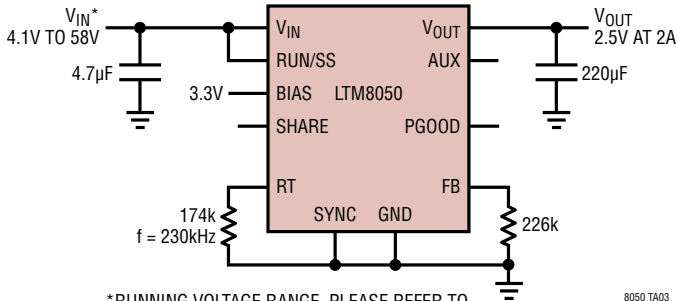 VIN*
4.1V TO 58V
4.7µF
3.3V
VIN
RUN/SS
BIAS
SHARE
RT
LTM8050
VOUT
AUX
PGOOD
FB
SYNC GND
VOUT
2.5V AT 2A
220µF
174k
f = 230kHz
226k
*RUNNING VOLTAGE RANGE. PLEASE REFER TO
8050 TA03